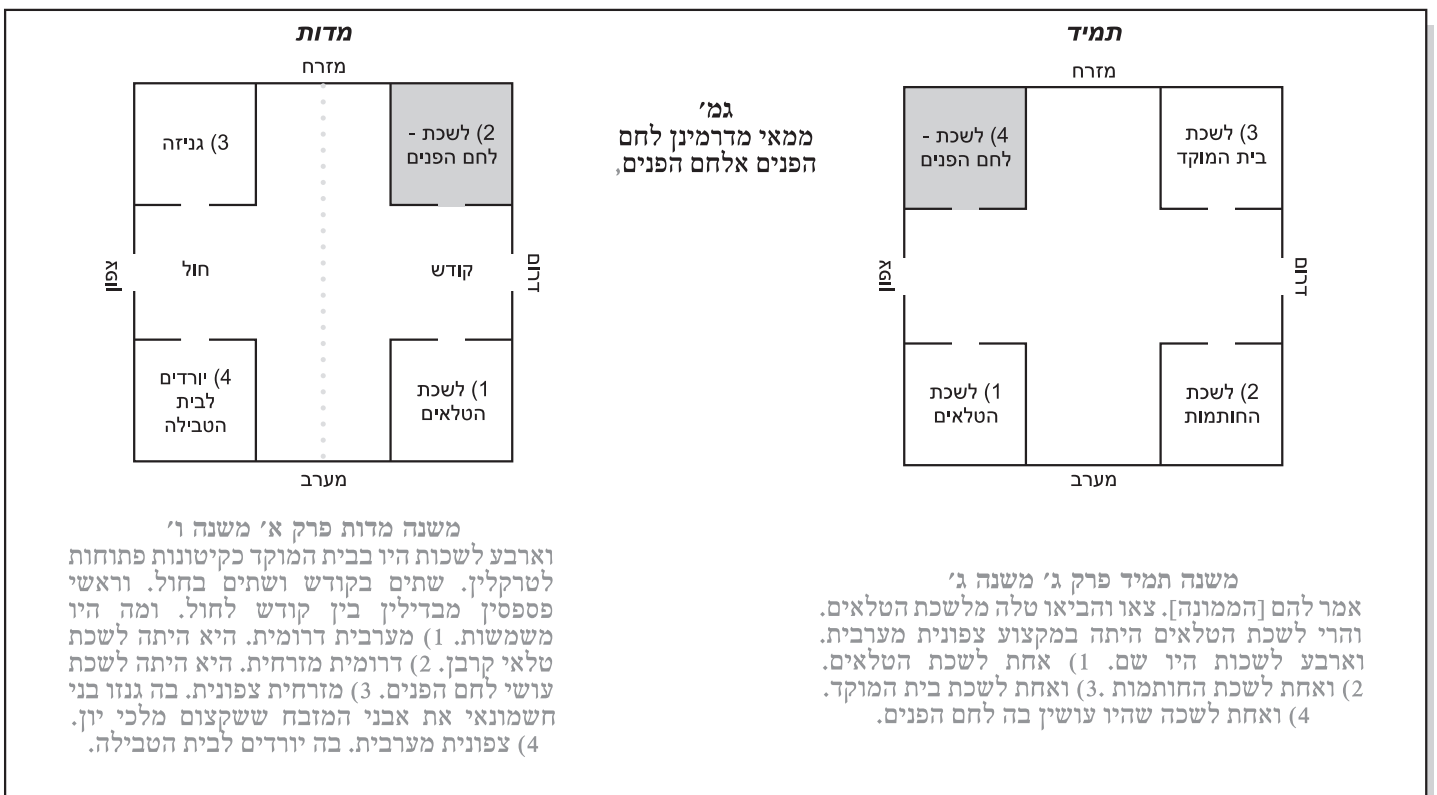 תמיד
מזרח
3) לשכת
בית המוקד
4) לשכת -
לחם הפנים
דרום
צפון
2) לשכת
החותמות
1) לשכת
הטלאים
מערב
משנה תמיד פרק ג׳ משנה ג׳
אמר להם [הממונה]. צאו והביאו טלה מלשכת הטלאים.
והרי לשכת הטלאים היתה במקצוע צפונית מערבית.
וארבע לשכות היו שם. 1) אחת לשכת הטלאים.
2) ואחת לשכת החותמות. 3) ואחת לשכת בית המוקד.
4) ואחת לשכה שהיו עושין בה לחם הפנים.
גמ׳
ממאי מדרמינן לחם
הפנים אלחם הפנים,
מדות
מזרח
2) לשכת -
לחם הפנים
3) גניזה
דרום
קודש
חול
צפון
1) לשכת
הטלאים
4) יורדים
לבית
הטבילה
מערב
משנה מדות פרק א׳ משנה ו׳
וארבע לשכות היו בבית המוקד כקיטונות פתוחות
לטרקלין. שתים בקודש ושתים בחול. וראשי
פספסין מבדילין בין קודש לחול. ומה היו
משמשות. 1) מערבית דרומית. היא היתה לשכת
טלאי קרבן. 2) דרומית מזרחית. היא היתה לשכת
עושי לחם הפנים. 3) מזרחית צפונית. בה גנזו בני
חשמונאי את אבני המזבח ששקצום מלכי יון.
4) צפונית מערבית. בה יורדים לבית הטבילה.